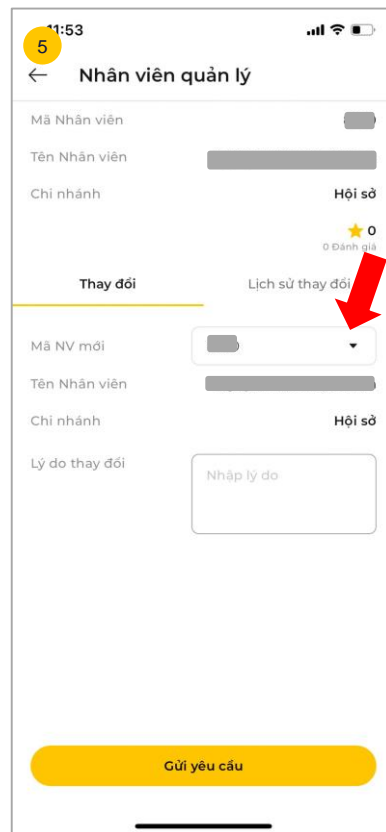 11:53
5
Nhân viên quản lý
Mã Nhân viên
Tên Nhân viên
Chi nhánh Hội sở
0
0 Đánh giá
Thay đổi Lịch sử thay đổi
Mã NV mới
Tên Nhân viên
Chi nhánh Hội sở
Lý do thay đổi
Nhập lý do
Gửi yêu cầu